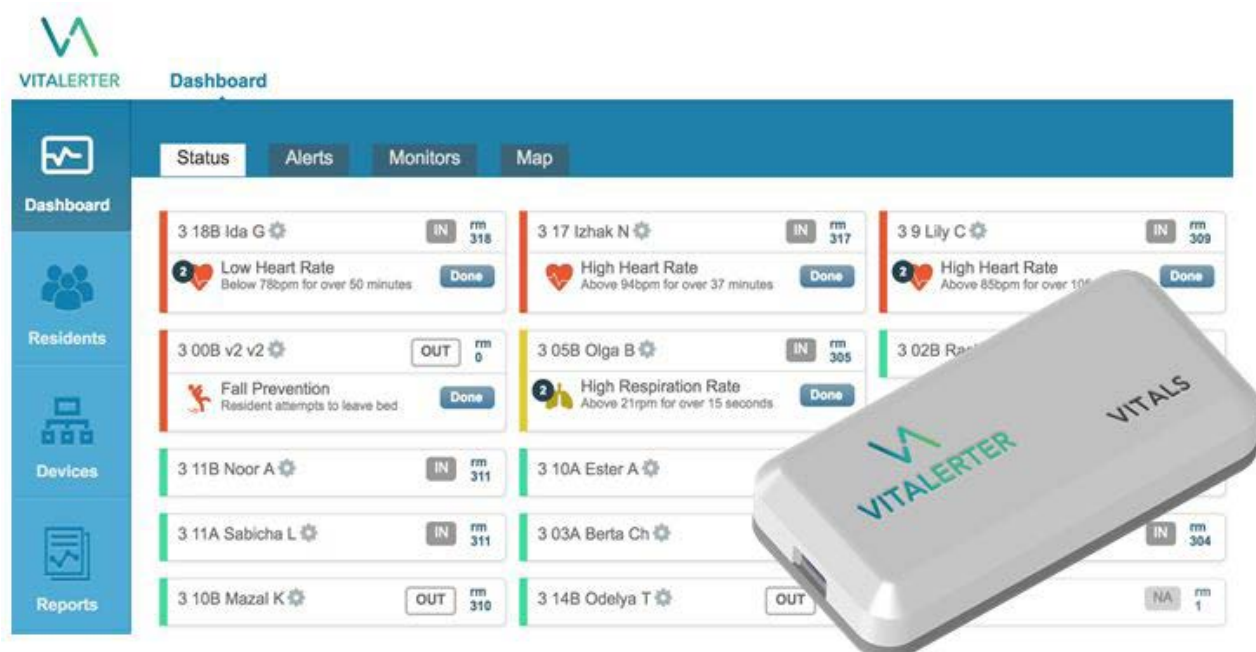 VITALERTER
Dashboard
Status Alerts Monitors Map
Dashboard
Residents
Devices
Reports
3 18B Ida G IN rm 318
2 Low Heart Rate
Below 78bpm for over 50 minutes
Done
3 17 Izhak N IN rm 317
High Heart Rate
Above 94bpm for over 37 minutes
Done
3 9 Lily C IN rm 309
2 High Heart Rate
Above 85bpm for over
Done
3 00B v2 v2 OUT rm 0
Fall Prevention
Resident attempts to leave bed
Done
3 05B Olga B IN rm 305
2 High Respiration Rate
Above 21rpm for over 15 seconds
Done
3 02B
3 11B Noor A IN rm 311
3 10A Ester A
3 11A Sabicha L IN rm 311
3 03A Berta Ch
IN rm 304
3 10B Mazal K OUT rm 310
3 14B Odelya T OUT
NA rm 1
VITALERTER
VITALS